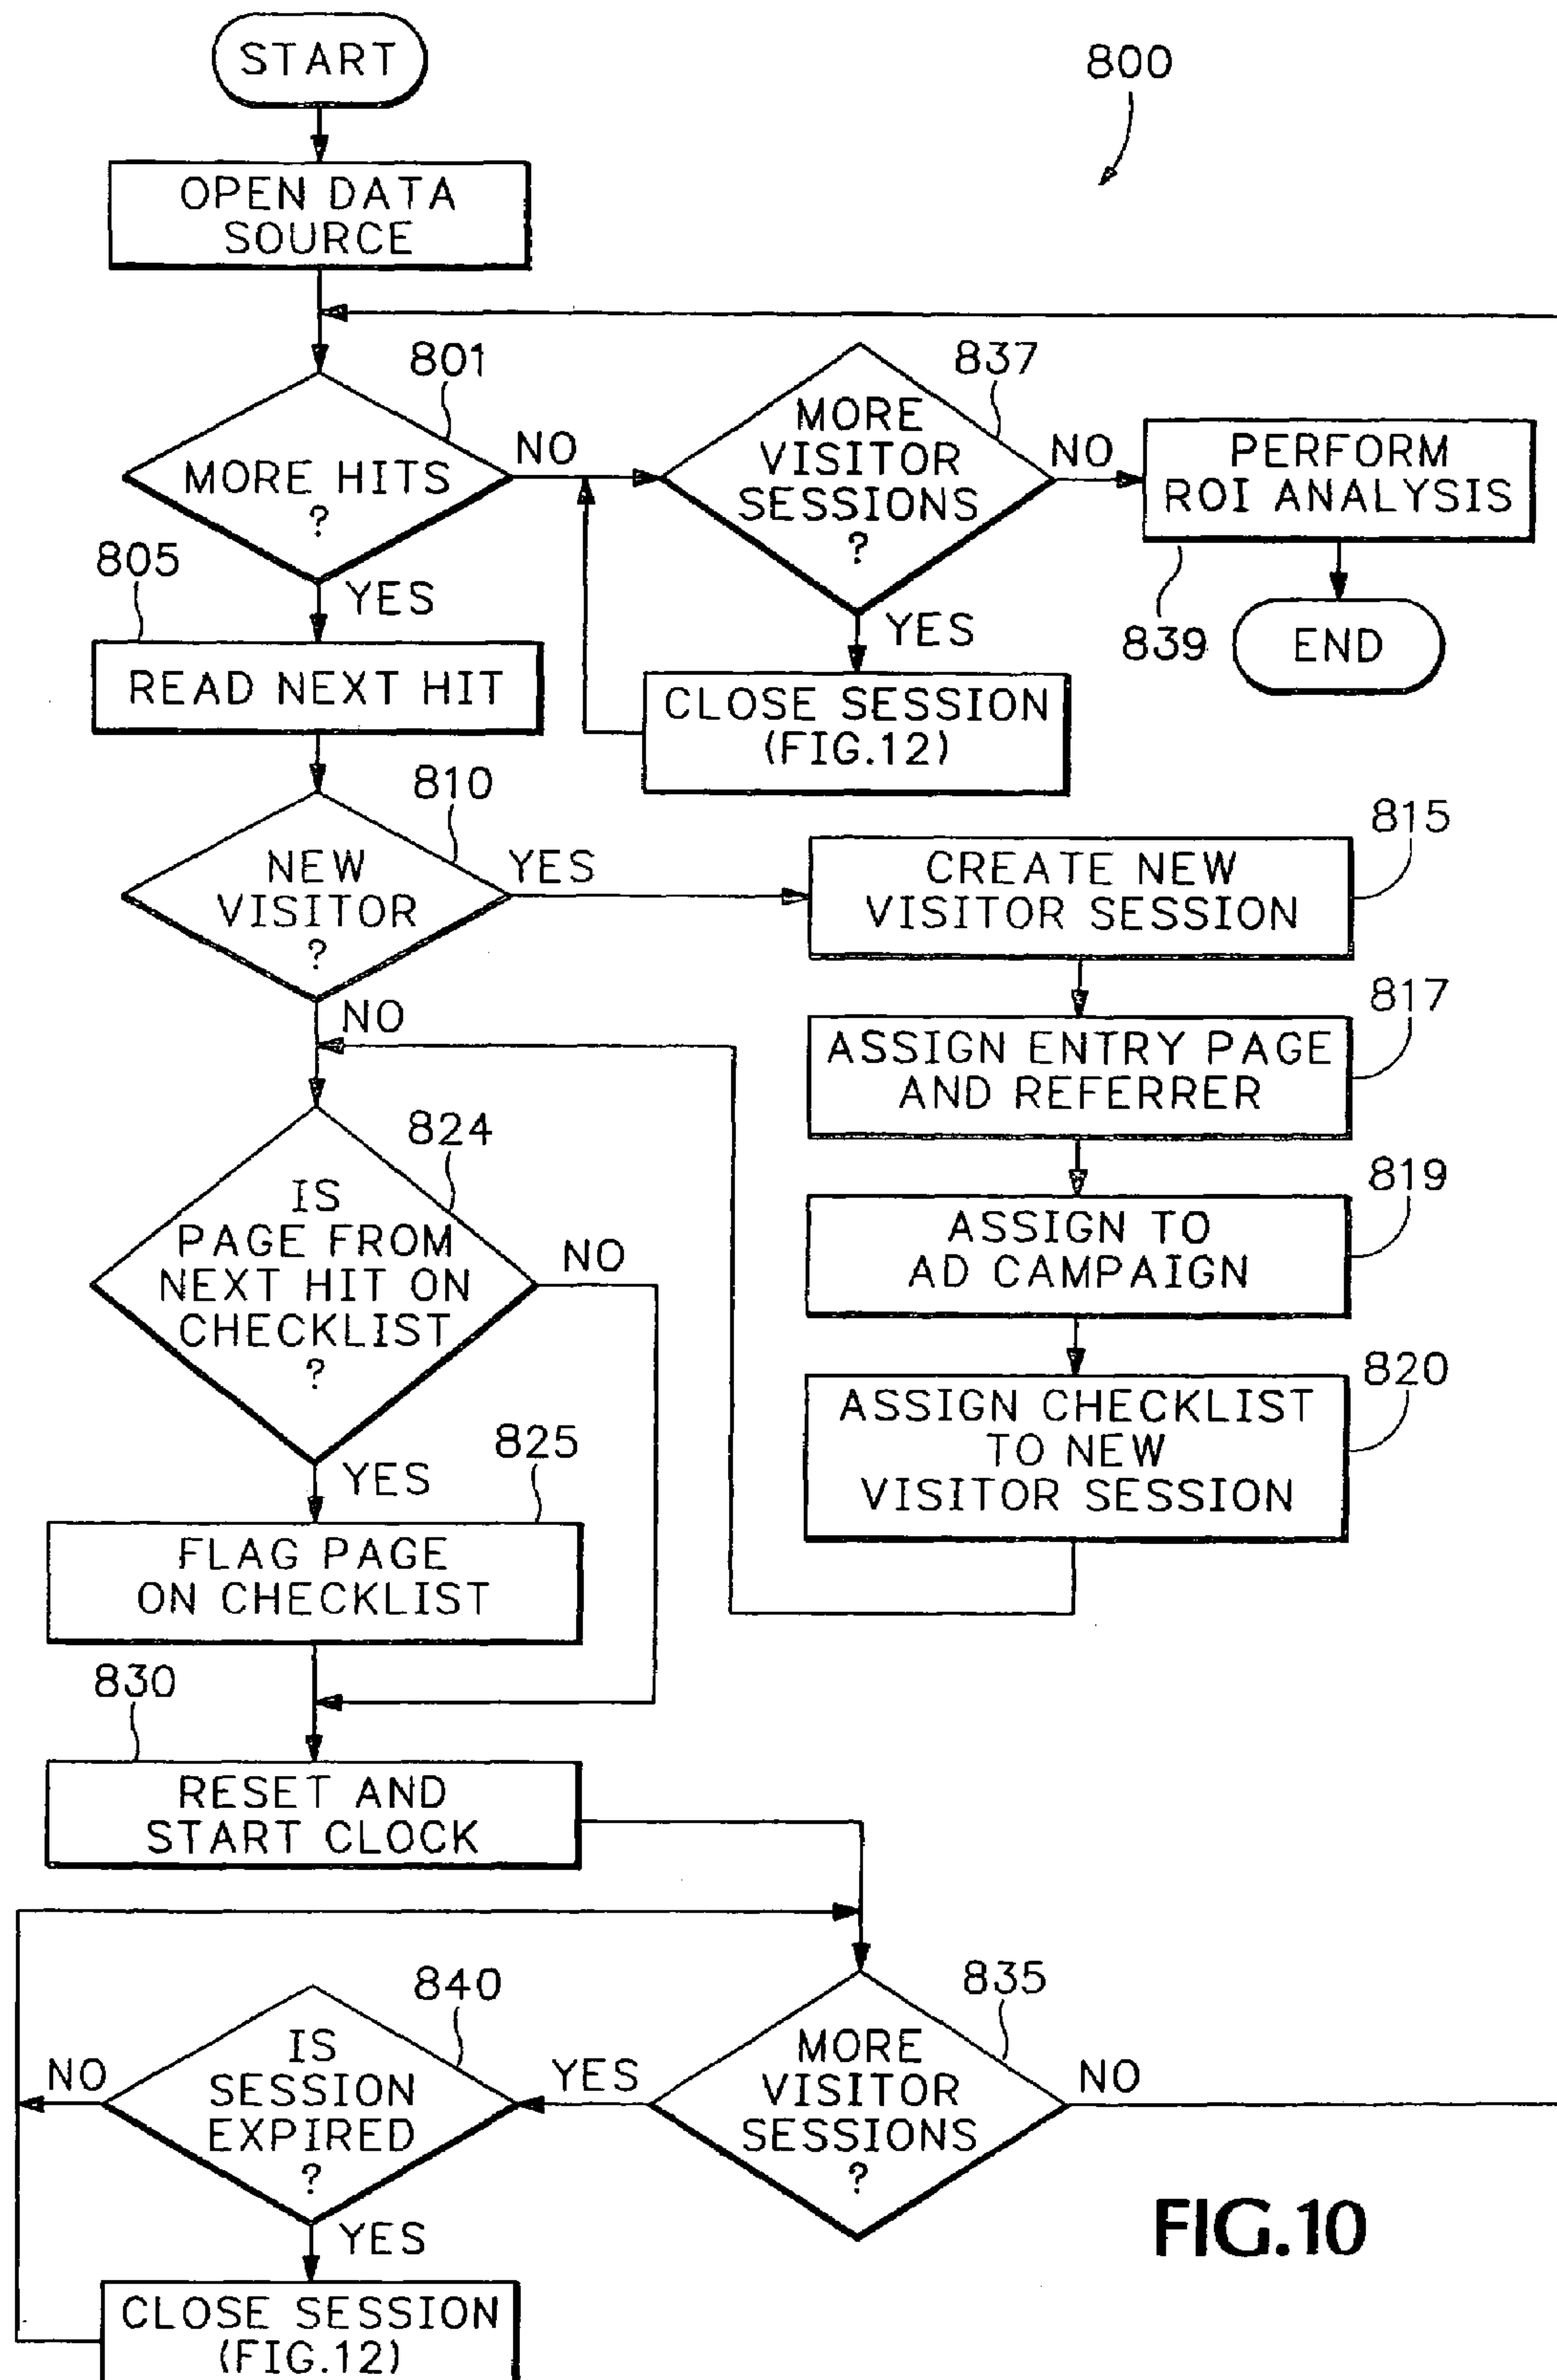 START
800
OPEN DATA
SOURCE
801
MORE HITS
?
NO
YES
837
MORE
VISITOR
SESSIONS
?
NO
YES
PERFORM
ROI ANALYSIS
839
END
CLOSE SESSION
(FIG.12)
805
READ NEXT HIT
810
NEW
VISITOR
?
YES
NO
815
CREATE NEW
VISITOR SESSION
817
ASSIGN ENTRY PAGE
AND REFERRER
819
ASSIGN TO
AD CAMPAIGN
820
ASSIGN CHECKLIST
TO NEW
VISITOR SESSION
824
IS
PAGE FROM
NEXT HIT ON
CHECKLIST
?
NO
YES
825
FLAG PAGE
ON CHECKLIST
830
RESET AND
START CLOCK
835
MORE
VISITOR
SESSIONS
?
NO
YES
840
IS
SESSION
EXPIRED
?
NO
YES
CLOSE SESSION
(FIG.12)
FIG.10